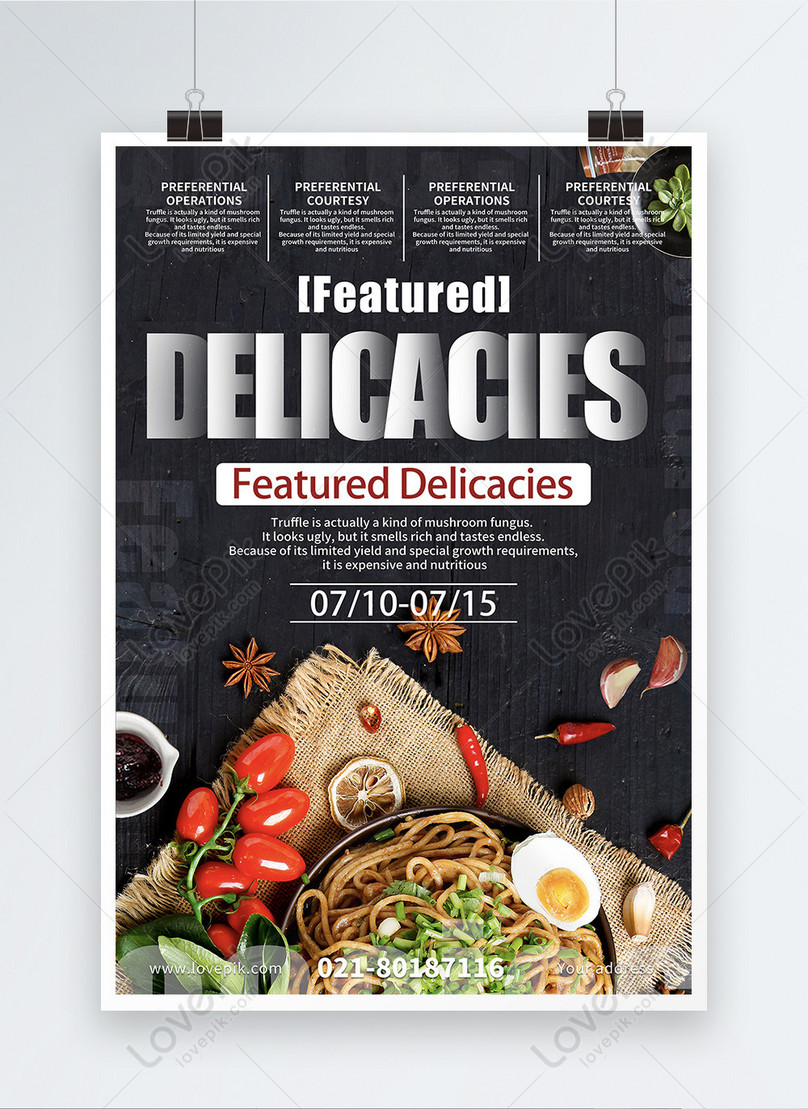 PREFERENTIAL
OPERATIONS
Truffle is actually a kind of mushroom
fungus. It looks ugly, but it smells rich
and tastes endless.
Because of its limited yield and special
growth requirements, it is expensive
and nutritious
PREFERENTIAL
COURTESY
Truffle is actually a kind of mushroom
fungus. It looks ugly, but it smells rich
and tastes endless.
Because of its limited yield and special
growth requirements, it is expensive
and nutritious
PREFERENTIAL
OPERATIONS
Truffle is actually a kind of mushroom
fungus. It looks ugly, but it smells rich
and tastes endless.
Because of its limited yield and special
growth requirements, it is expensive
and nutritious
PREFERENTIAL
COURTESY
Truffle is actually a kind of mushroom
fungus. It looks ugly, but it smells rich
and tastes endless.
Because of its limited yield and special
growth requirements, it is expensive
and nutritious
[Featured]
DELICACIES
Featured Delicacies
Truffle is actually a kind of mushroom fungus.
It looks ugly, but it smells rich and tastes endless.
Because of its limited yield and special growth requirements,
it is expensive and nutritious
07/10-07/15
www.lovepik.com
021-80187116
Your address
LovePik
lovepik.com